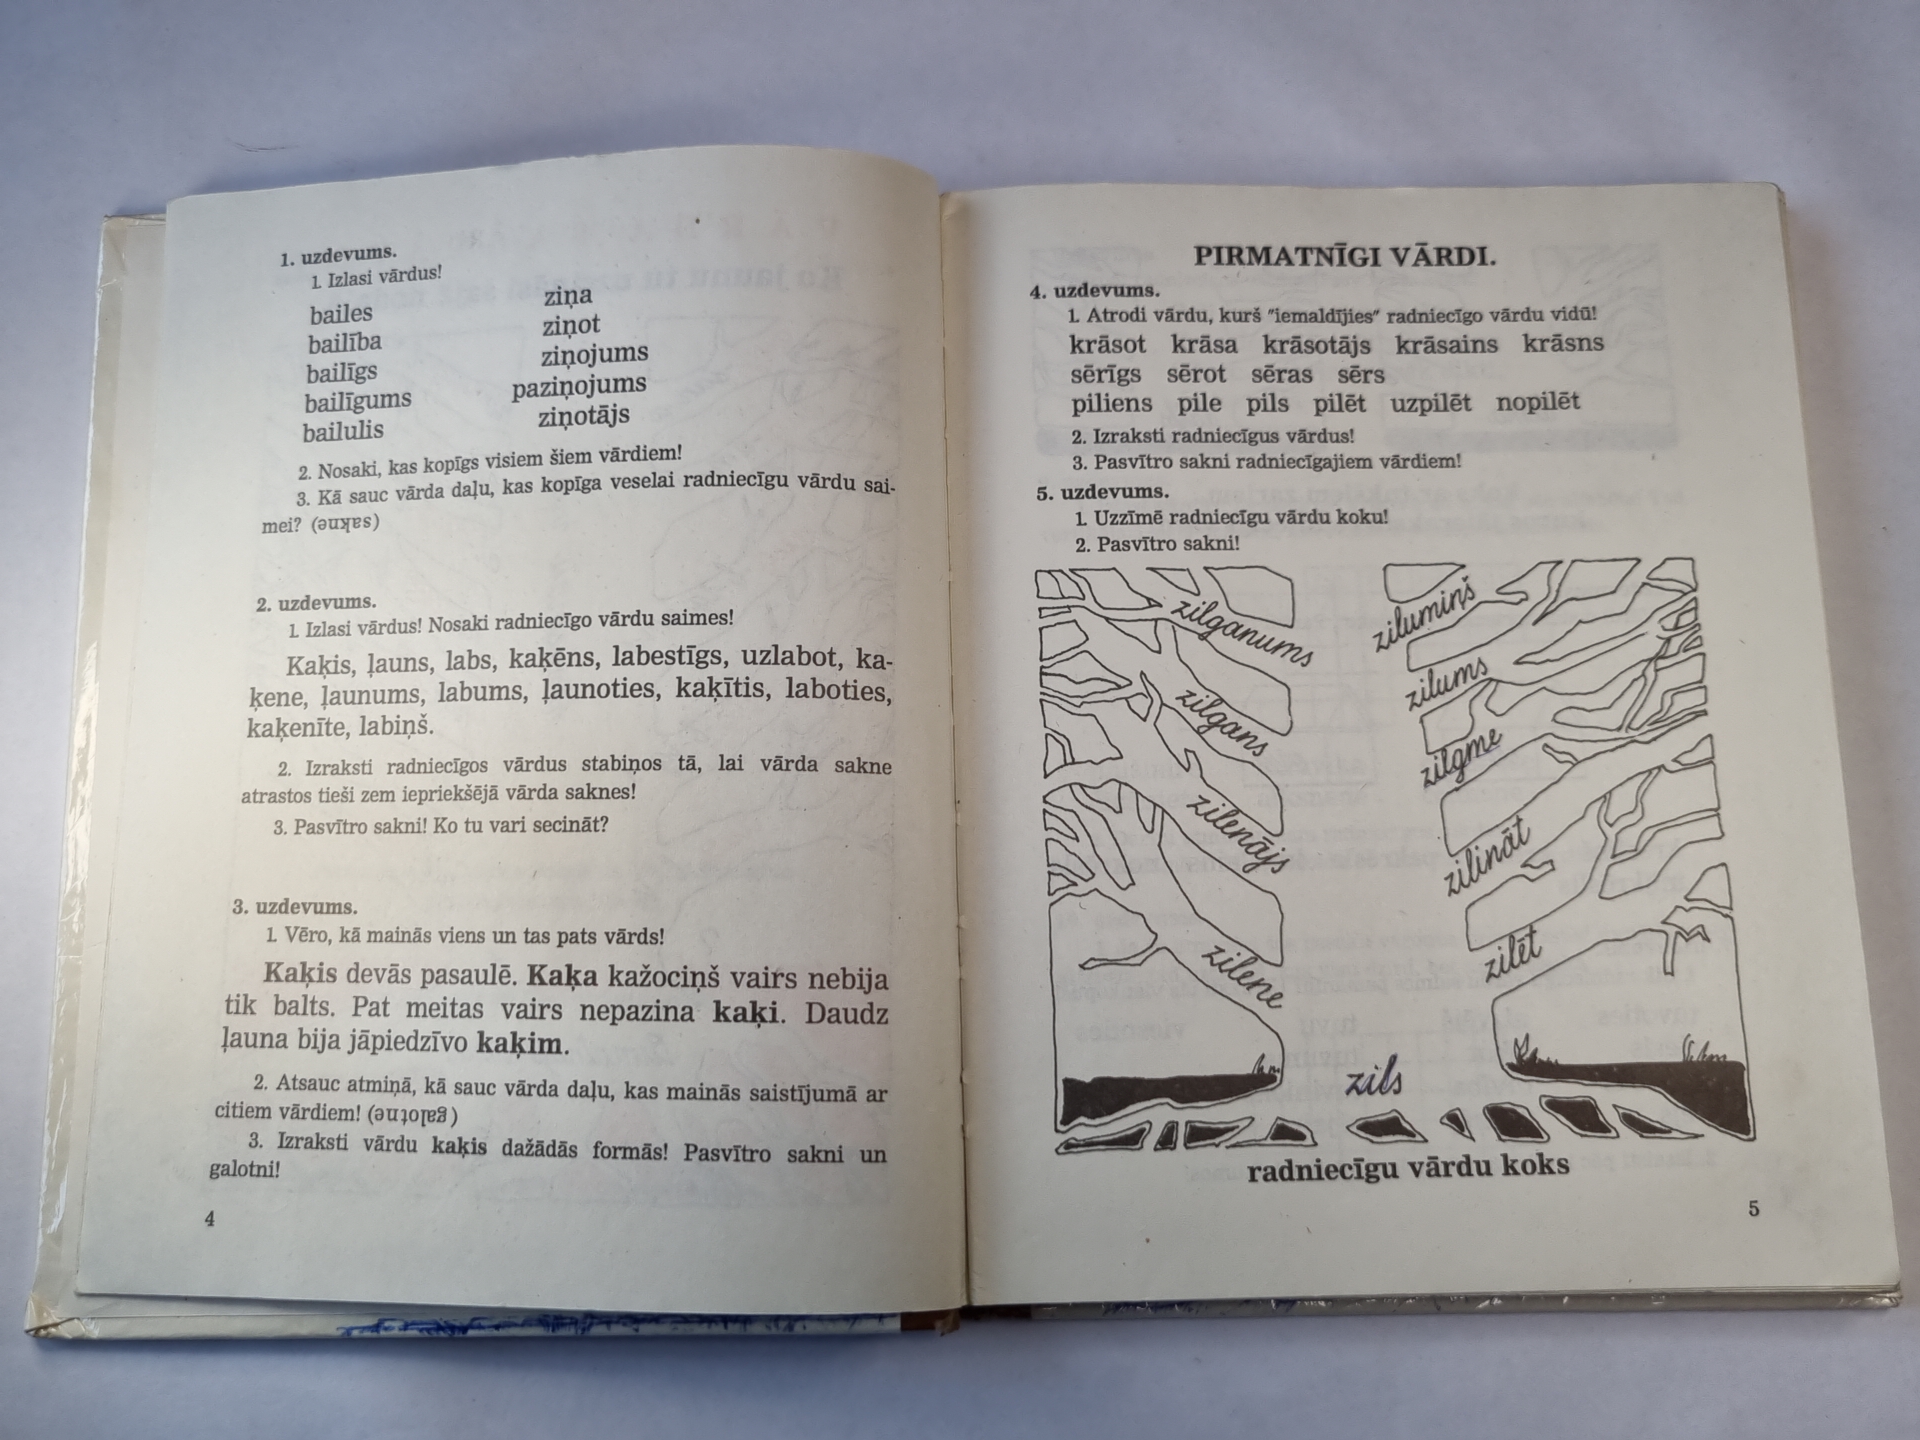 1. uzdevums.
1. Izlasi vārdus!
bailes ziņa
bailība ziņot
bailīgs ziņojums
bailīgums paziņojums
bailulis ziņotājs
2. Nosaki, kas kopīgs visiem šiem vārdiem!
3. Kā sauc vārda daļu, kas kopīga veselai radniecīgu vārdu sai-
mei? (sakne)
2. uzdevums.
1. Izlasi vārdus! Nosaki radniecīgo vārdu saimes!
Kaķis, ļauns, labs, kaķēns, labestīgs, uzlabot, ka-
ķene, ļaunums, labums, ļaunoties, kaķītis, laboties,
kaķenīte, labiņš.
2. Izraksti radniecīgos vārdus stabiņos tā, lai vārda sakne
atrastos tieši zem iepriekšējā vārda saknes!
3. Pasvītro sakni! Ko tu vari secināt?
3. uzdevums.
1. Vēro, kā mainās viens un tas pats vārds!
Kaķis devās pasaulē. Kaķa kažociņš vairs nebija
tik balts. Pat meitas vairs nepazina kaķi. Daudz
ļauna bija jāpiedzīvo kaķim.
2. Atsauc atmiņā, kā sauc vārda daļu, kas mainās saistījumā ar
citiem vārdiem! (galotne)
3. Izraksti vārdu kaķis dažādās formās! Pasvītro sakni un
galotni!
4
PIRMATNĪGI VĀRDI.
4. uzdevums.
1. Atrodi vārdu, kurš "iemaldījies" radniecīgo vārdu vidū!
krāsot krāsa krāsotājs krāsains krāsns
sērīgs sērot sēras sērs
piliens pile pils pilēt uzpilēt nopilēt
2. Izraksti radniecīgus vārdus!
3. Pasvītro sakni radniecīgajiem vārdiem!
5. uzdevums.
1. Uzzīmē radniecīgu vārdu koku!
2. Pasvītro sakni!
zilganums
zilgans
zilenājs
zilene
zilumiņš
zilums
zilgme
zilināt
zilēt
zils
radniecīgu vārdu koks
5